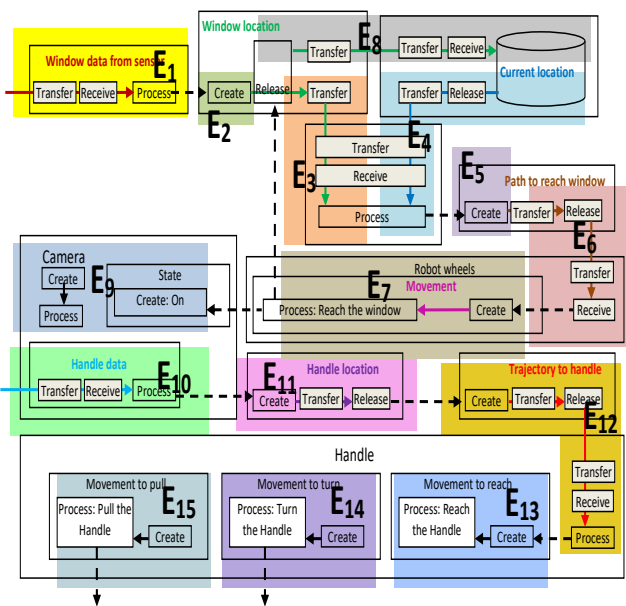 Window data from sensor
E1
Transfer
Receive
Process
Window location
Create
Release
Transfer
Transfer
E2
E8
Transfer
Receive
Current location
Transfer
Release
E3
E4
Transfer
Receive
Process
E5
Path to reach window
Create
Transfer
Release
E6
Transfer
Receive
Robot wheels
E7
Movement
Process: Reach the window
Create
Camera
Create
Process
E9
State
Create: On
Handle data
Transfer
Receive
Process
E10
E11
Handle location
Create
Transfer
Release
Trajectory to handle
Create
Transfer
Release
E12
Transfer
Receive
Process
Handle
Movement to pull
Process: Pull the
Handle
E15
Create
Movement to turn
Process: Turn
the Handle
E14
Create
Movement to reach
Process: Reach
the Handle
E13
Create